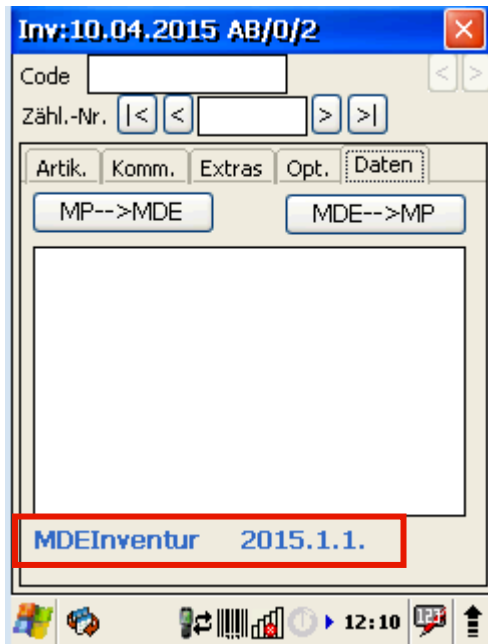 Inv:10.04.2015 AB/0/2
Code < >
Zähl.-Nr. |< < > >|
Artik. Komm. Extras Opt. Daten
MP-->MDE MDE-->MP
MDEInventur 2015.1.1.
12:10 123